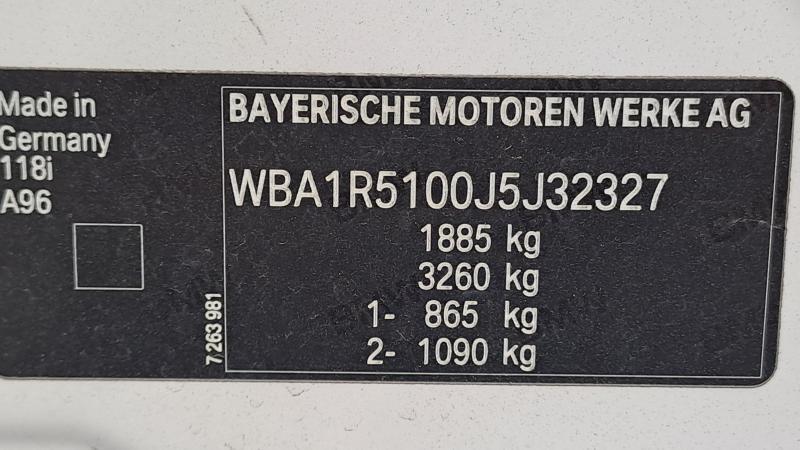 Made in
Germany
118i
A96
7 263 981
BAYERISCHE MOTOREN WERKE AG
WBA1R5100J5J32327
1885 kg
3260 kg
1- 865 kg
2- 1090 kg